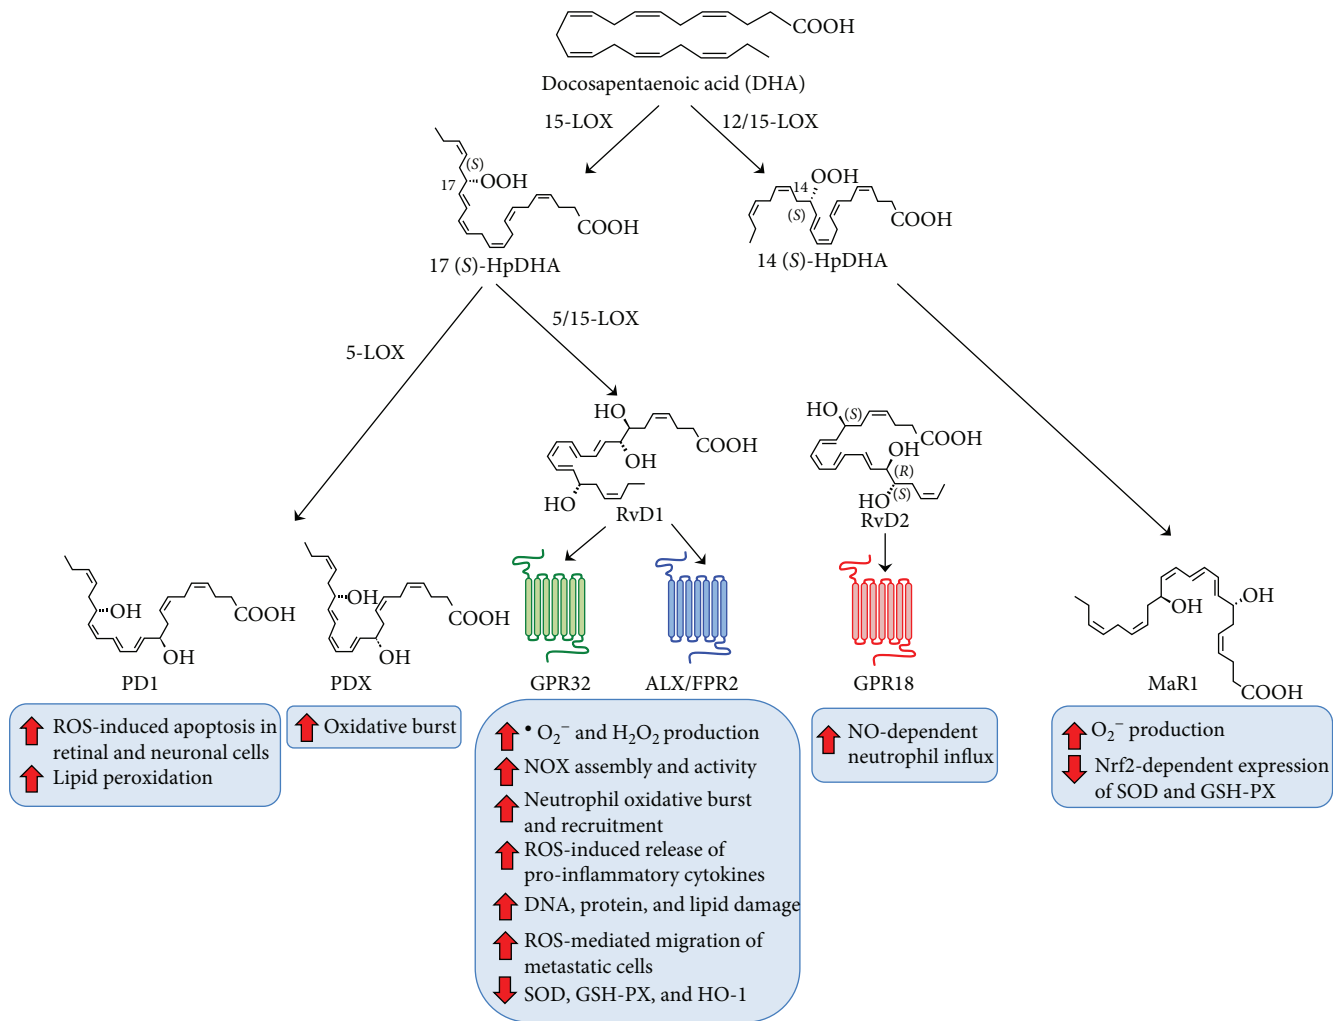 COOH
Docosapentaenoic acid (DHA)
15-LOX
12/15-LOX
(S)
17
OOH
COOH
17 (S)-HpDHA
14
OOH
(S)
COOH
14 (S)-HpDHA
5-LOX
5/15-LOX
HO
COOH
OH
HO
RvD1
HO
(S)
COOH
OH
(R)
HO
(S)
RvD2
OH
COOH
OH
PD1
OH
COOH
OH
PDX
GPR32
ALX/FPR2
GPR18
OH
OH
COOH
MaR1
ROS-induced apoptosis in
retinal and neuronal cells
Lipid peroxidation
Oxidative burst
• O₂⁻ and H₂O₂ production
NOX assembly and activity
Neutrophil oxidative burst
and recruitment
ROS-induced release of
pro-inflammatory cytokines
DNA, protein, and lipid damage
ROS-mediated migration of
metastatic cells
SOD, GSH-PX, and HO-1
NO-dependent
neutrophil influx
O₂⁻ production
Nrf2-dependent expression
of SOD and GSH-PX